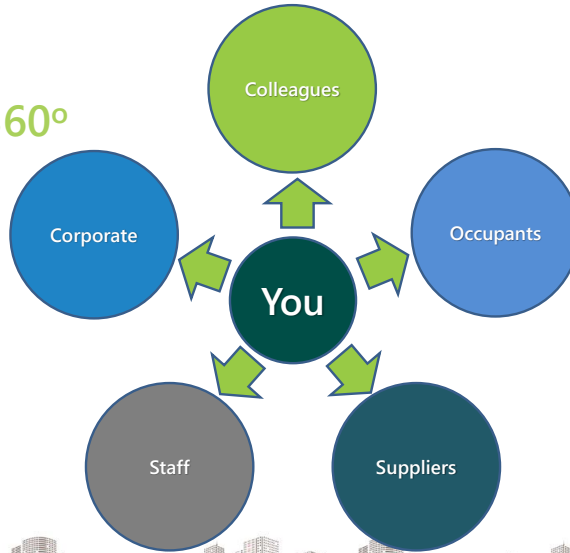 Colleagues
60º
Corporate
Occupants
You
Staff
Suppliers